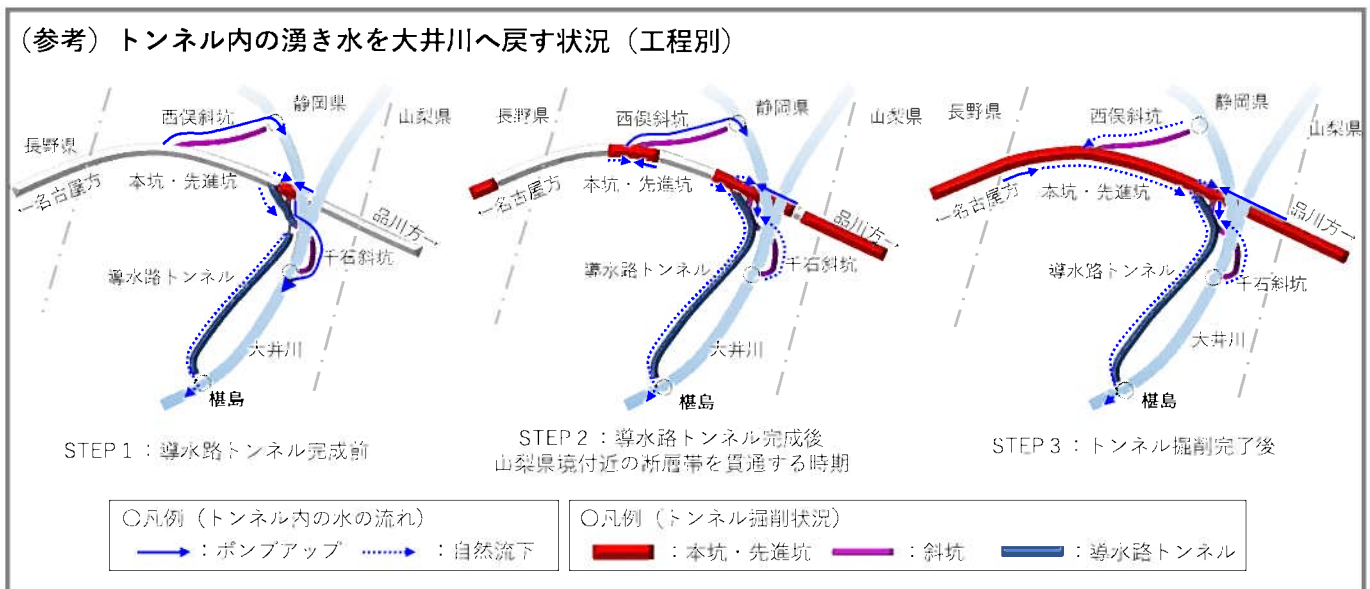 (参考)トンネル内の湧き水を大井川へ戻す状況(工程別)
西俣斜坑
静岡県
山梨県
長野県
←名古屋方
本坑・先進坑
品川方→
千石斜坑
導水路トンネル
大井川
椹島
STEP1:導水路トンネル完成前
長野県
西俣斜坑
静岡県
山梨県
←名古屋方
本坑・先進坑
品川方→
千石斜坑
導水路トンネル
大井川
椹島
STEP2:導水路トンネル完成後
山梨県境付近の断層帯を貫通する時期
長野県
西俣斜坑
静岡県
山梨県
←名古屋方
本坑・先進坑
品川方→
導水路トンネル
千石斜坑
大井川
椹島
STEP3:トンネル掘削完了後
○凡例(トンネル内の水の流れ)
:ポンプアップ :自然流下
○凡例(トンネル掘削状況)
:本坑・先進坑 :斜坑 :導水路トンネル